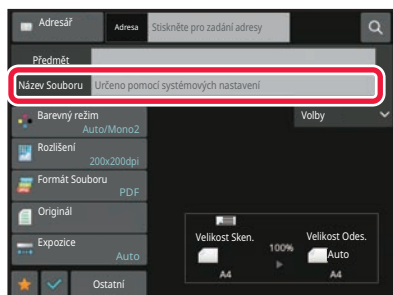 Adresář
Adresa
Stiskněte pro zadání adresy
Předmět
Název Souboru
Určeno pomocí systémových nastavení
Barevný režim
Auto/Mono2
Volby
Rozlišení
200x200dpi
Formát Souboru
PDF
Originál
Expozice
Auto
Velikost Sken.
100%
Velikost Odes.
Auto
A4
A4
Ostatní